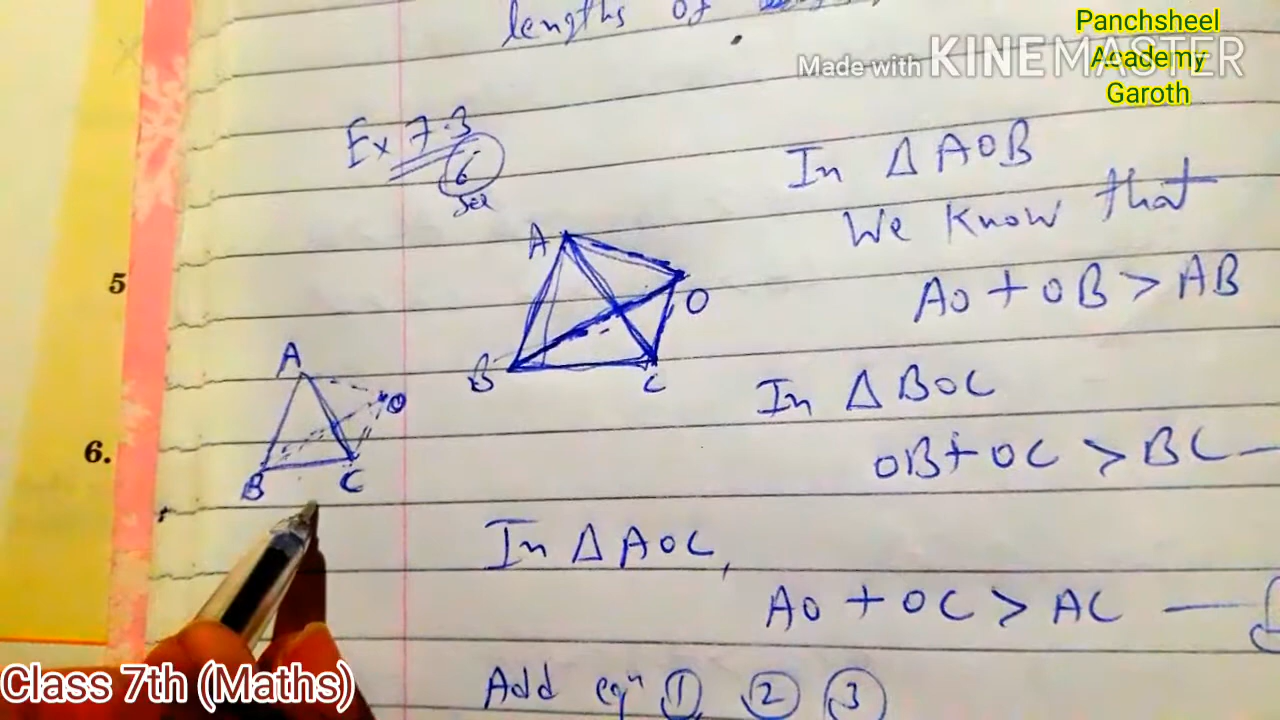 lengths of
Panchsheel
Academy
Garoth
Made with KINEMASTER
Ex 7.3
6
In Δ AOB
We know that
AO + OB > AB
A
O
B
C
5
In Δ BOC
OB + OC > BC —
A
O
B
C
6.
In Δ AOC,
AO + OC > AC —
Add eqⁿ ①, ② ③
Class 7th (Maths)